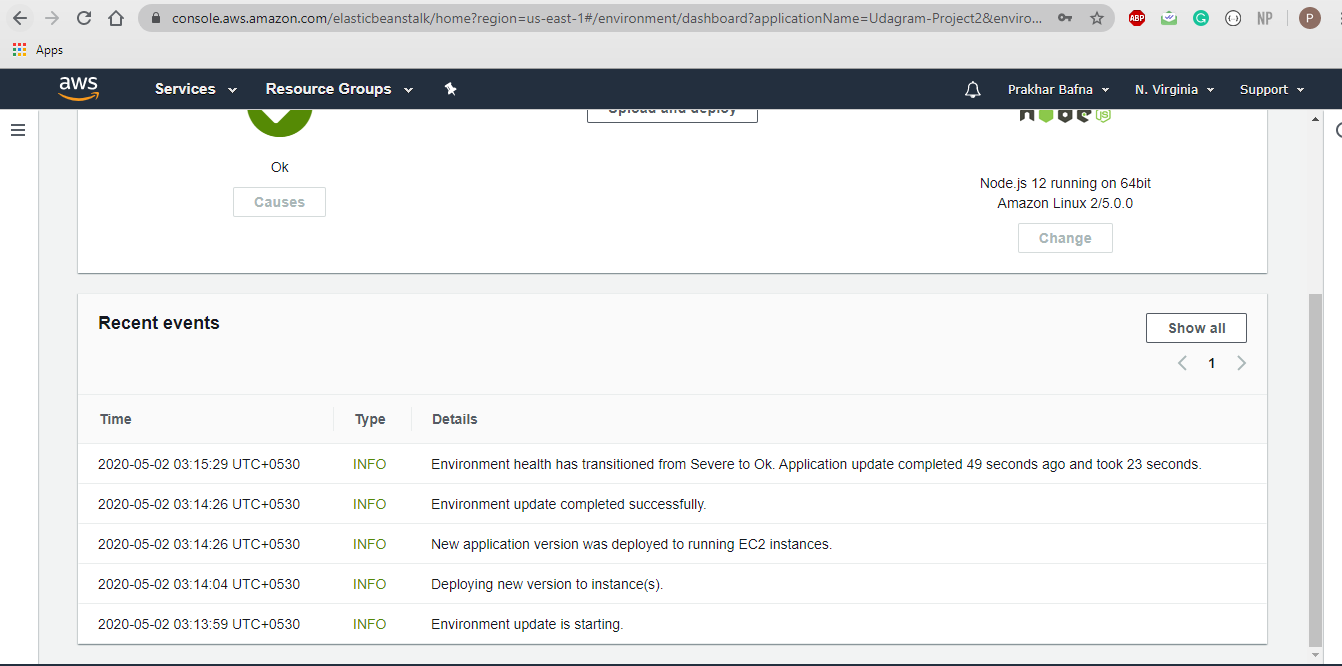 console.aws.amazon.com/elasticbeanstalk/home?region=us-east-1#/environment/dashboard?applicationName=Udagram-Project2&enviro...
ABP
G
NP
P
Apps
aws
Services
Resource Groups
Prakhar Bafna
N. Virginia
Support
Upload and deploy
node
JS
Ok
Causes
Node.js 12 running on 64bit
Amazon Linux 2/5.0.0
Change
Recent events
Show all
1
Time Type Details
2020-05-02 03:15:29 UTC+0530 INFO Environment health has transitioned from Severe to Ok. Application update completed 49 seconds ago and took 23 seconds.
2020-05-02 03:14:26 UTC+0530 INFO Environment update completed successfully.
2020-05-02 03:14:26 UTC+0530 INFO New application version was deployed to running EC2 instances.
2020-05-02 03:14:04 UTC+0530 INFO Deploying new version to instance(s).
2020-05-02 03:13:59 UTC+0530 INFO Environment update is starting.